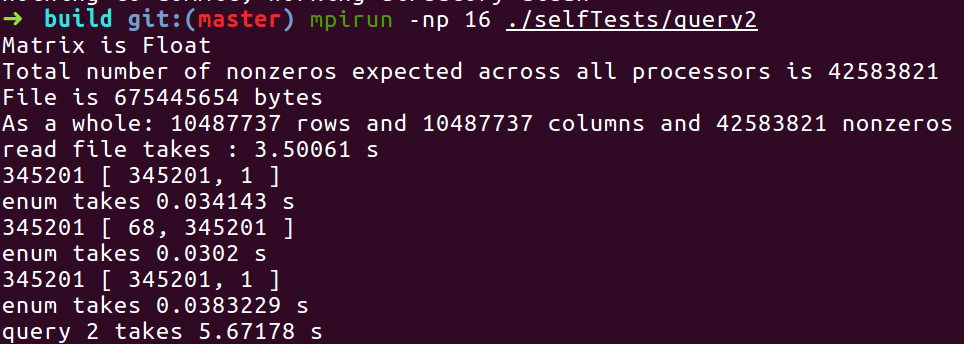 ➜  build git:(master) mpirun -np 16 ./selfTests/query2
Matrix is Float
Total number of nonzeros expected across all processors is 42583821
File is 675445654 bytes
As a whole: 10487737 rows and 10487737 columns and 42583821 nonzeros
read file takes : 3.50061 s
345201 [ 345201, 1 ]
enum takes 0.034143 s
345201 [ 68, 345201 ]
enum takes 0.0302 s
345201 [ 345201, 1 ]
enum takes 0.0383229 s
query 2 takes 5.67178 s